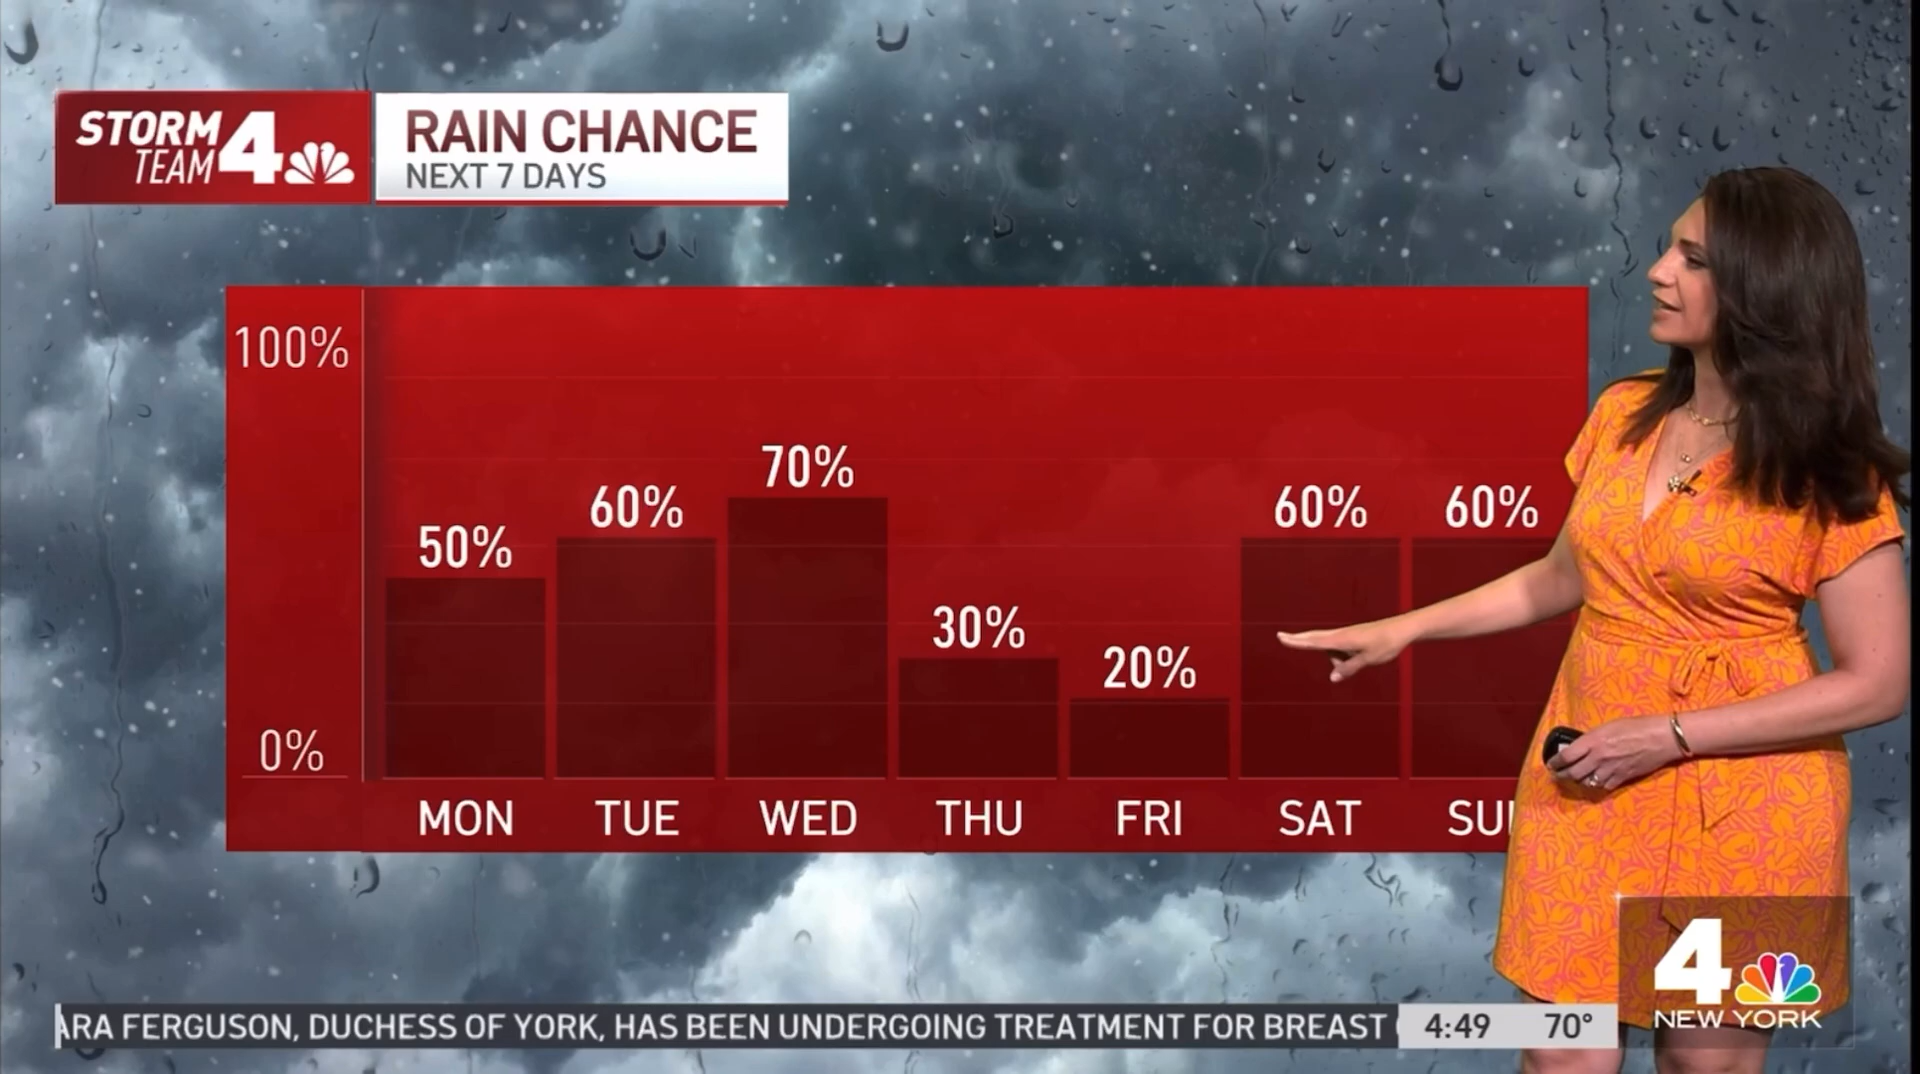 STORM
TEAM 4
RAIN CHANCE
NEXT 7 DAYS
100%
0%
50%
60%
70%
30%
20%
60%
60%
MON TUE WED THU FRI SAT SU
FERGUSON, DUCHESS OF YORK, HAS BEEN UNDERGOING TREATMENT FOR BREAST
4:49 70°
4
NEW YORK